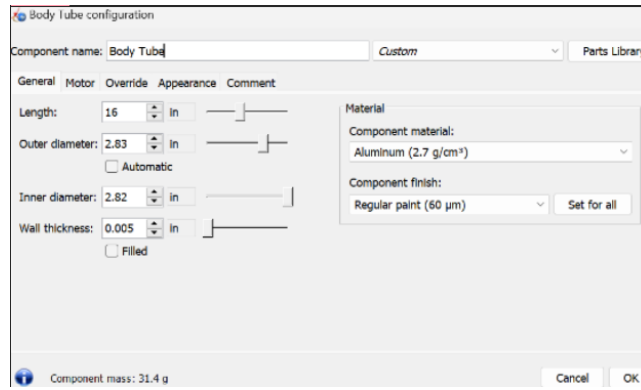 Body Tube configuration
Component name: Body Tube Custom Parts Librar
General Motor Override Appearance Comment
Length: 16 in
Outer diameter: 2.83 in
Automatic
Inner diameter: 2.82 in
Wall thickness: 0.005 in
Filled
Material
Component material:
Aluminum (2.7 g/cm³)
Component finish:
Regular paint (60 μm) Set for all
Component mass: 31.4 g Cancel OK